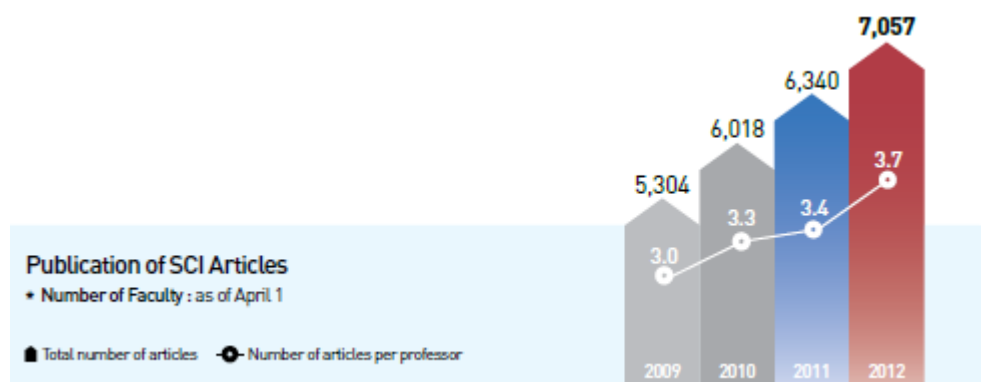 7,057
6,340
6,018
5,304
3.7
3.4
3.3
3.0
Publication of SCI Articles
* Number of Faculty : as of April 1
Total number of articles Number of articles per professor
2009 2010 2011 2012